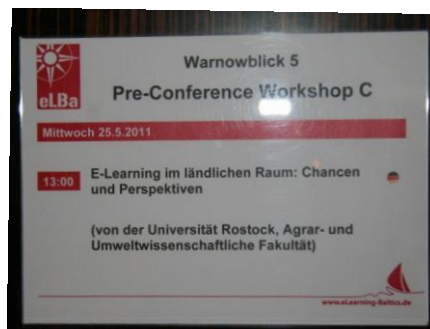 eLBa
Warnowblick 5
Pre-Conference Workshop C
Mittwoch 25.5.2011
13:00
E-Learning im ländlichen Raum: Chancen
und Perspektiven
(von der Universität Rostock, Agrar- und
Umweltwissenschaftliche Fakultät)
www.eLearning-Baltics.de